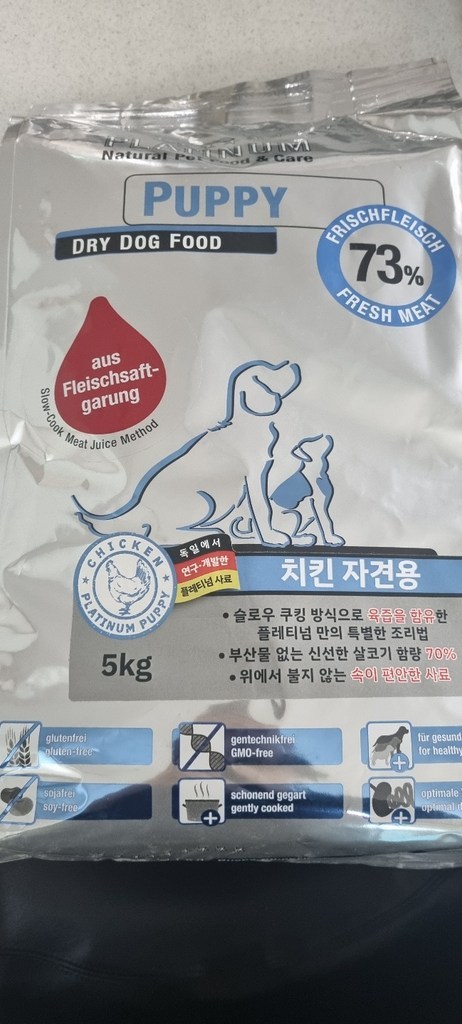 PLATINUM
Natural Pet Food & Care
PUPPY
DRY DOG FOOD
FRISCHFLEISCH
73%
FRESH MEAT
aus
Fleischsaft-
garung
Slow-Cook Meat Juice Method
CHICKEN
PLATINUM PUPPY
독일에서
연구·개발한
플레티넘 사료
치킨 자견용
• 슬로우 쿠킹 방식으로 육즙을 함유한
플레티넘 만의 특별한 조리법
• 부산물 없는 신선한 살코기 함량 70%
• 위에서 불지 않는 속이 편안한 사료
5kg
glutenfrei
gluten-free
gentechnikfrei
GMO-free
für gesund
for healthy
sojafrei
soy-free
schonend gegart
gently cooked
optimale
optimal